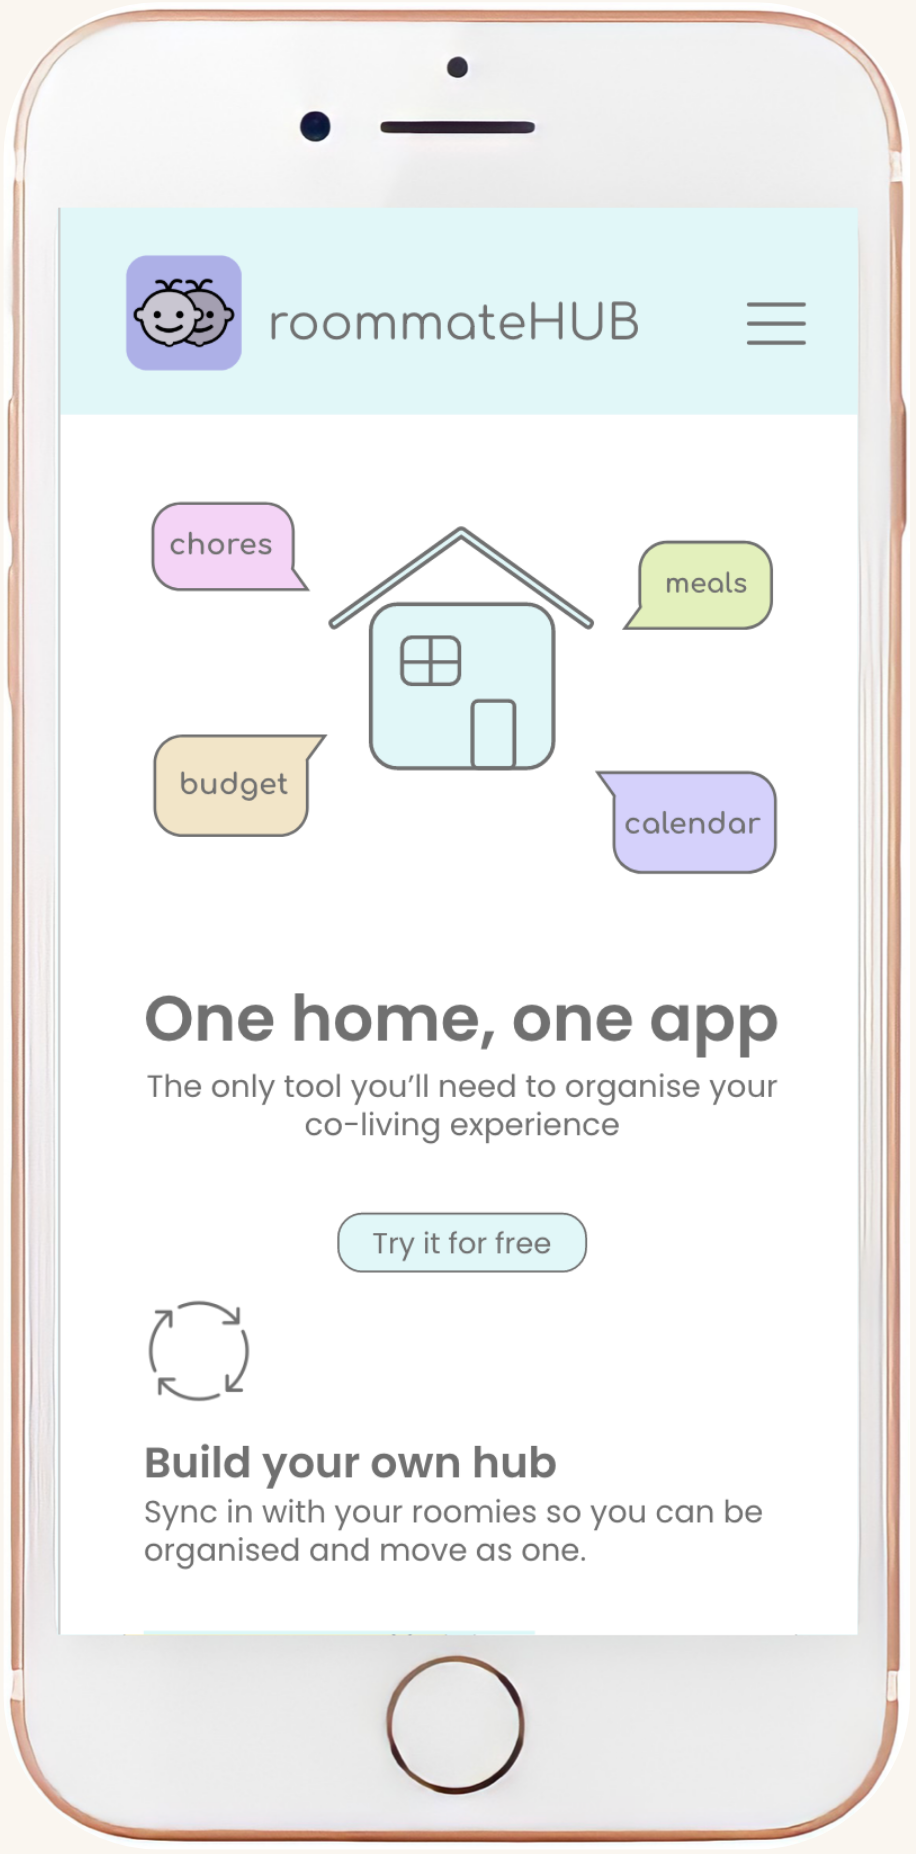 roommateHUB
chores
meals
budget
calendar
One home, one app
The only tool you'll need to organise your
co-living experience
Try it for free
Build your own hub
Sync in with your roomies so you can be
organised and move as one.